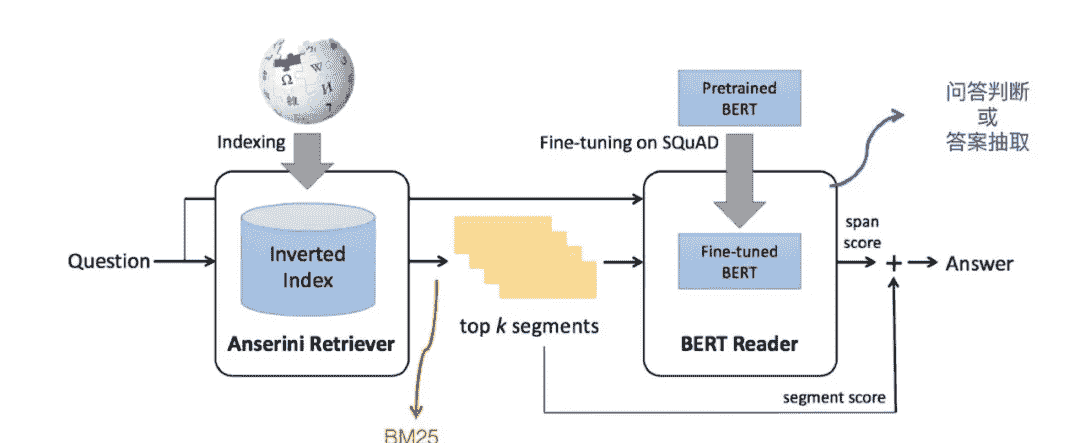 Pretrained
BERT
问答判断
或
答案抽取
Indexing
Fine-tuning on SQuAD
span
score
Question
Inverted
Index
Fine-tuned
BERT
+
Answer
top k segments
Anserini Retriever
BERT Reader
segment score
BM25